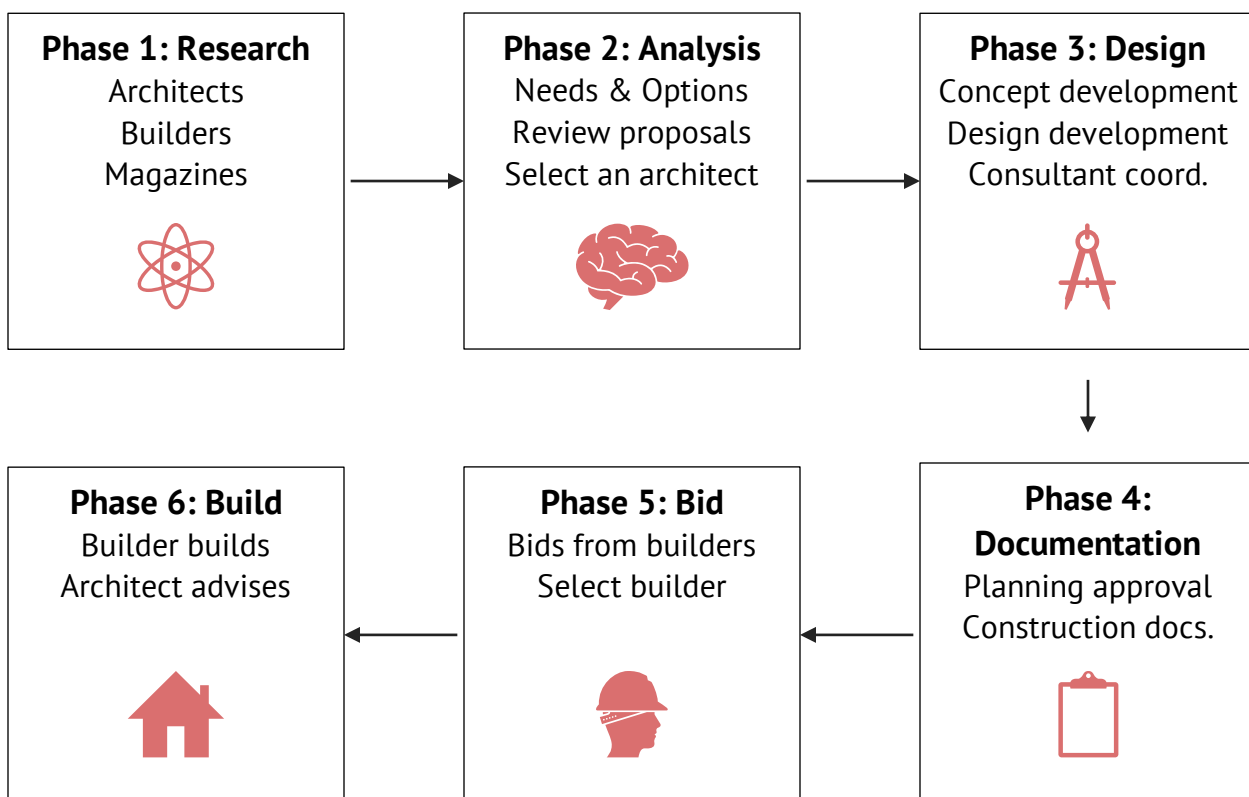 Phase 1: Research
Architects
Builders
Magazines
Phase 2: Analysis
Needs & Options
Review proposals
Select an architect
Phase 3: Design
Concept development
Design development
Consultant coord.
Phase 4:
Documentation
Planning approval
Construction docs.
Phase 5: Bid
Bids from builders
Select builder
Phase 6: Build
Builder builds
Architect advises